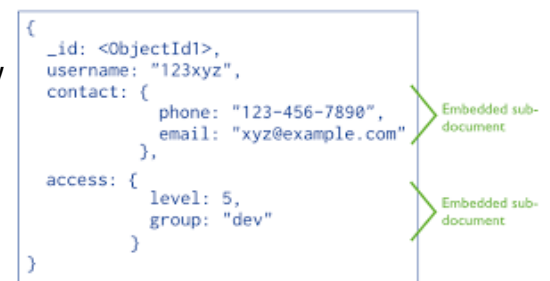 {
_id: <ObjectId1>,
username: "123xyz",
contact: {
phone: "123-456-7890",
email: "xyz@example.com"
},
access: {
level: 5,
group: "dev"
}
}
Embedded sub-
document
Embedded sub-
document